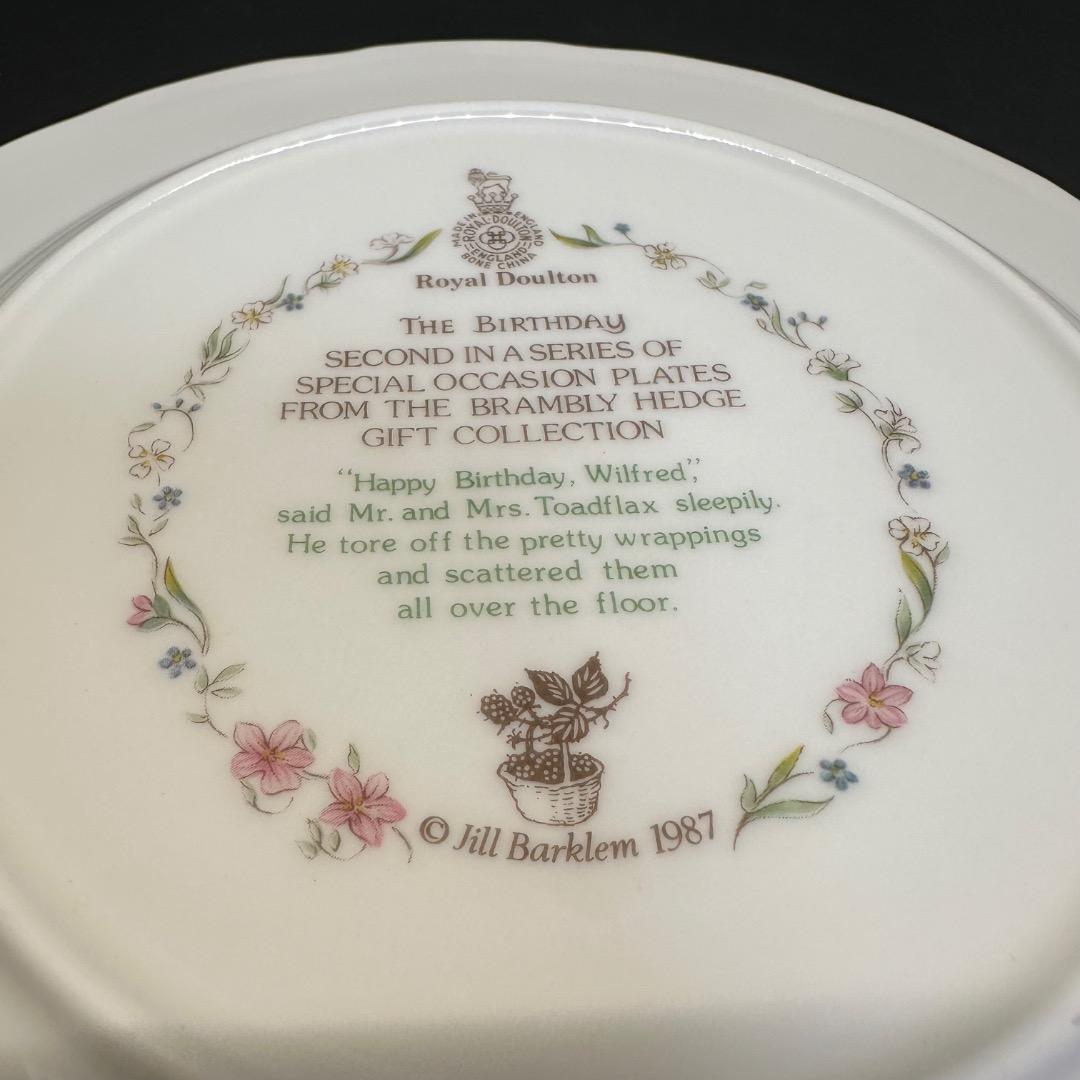 MADE IN ENGLAND
ROYAL·DOULTON
ENGLAND
BONE CHINA
Royal Doulton
THE BIRTHDAY
SECOND IN A SERIES OF
SPECIAL OCCASION PLATES
FROM THE BRAMBLY HEDGE
GIFT COLLECTION
“Happy Birthday, Wilfred”,
said Mr. and Mrs. Toadflax sleepily.
He tore off the pretty wrappings
and scattered them
all over the floor.
© Jill Barklem 1987